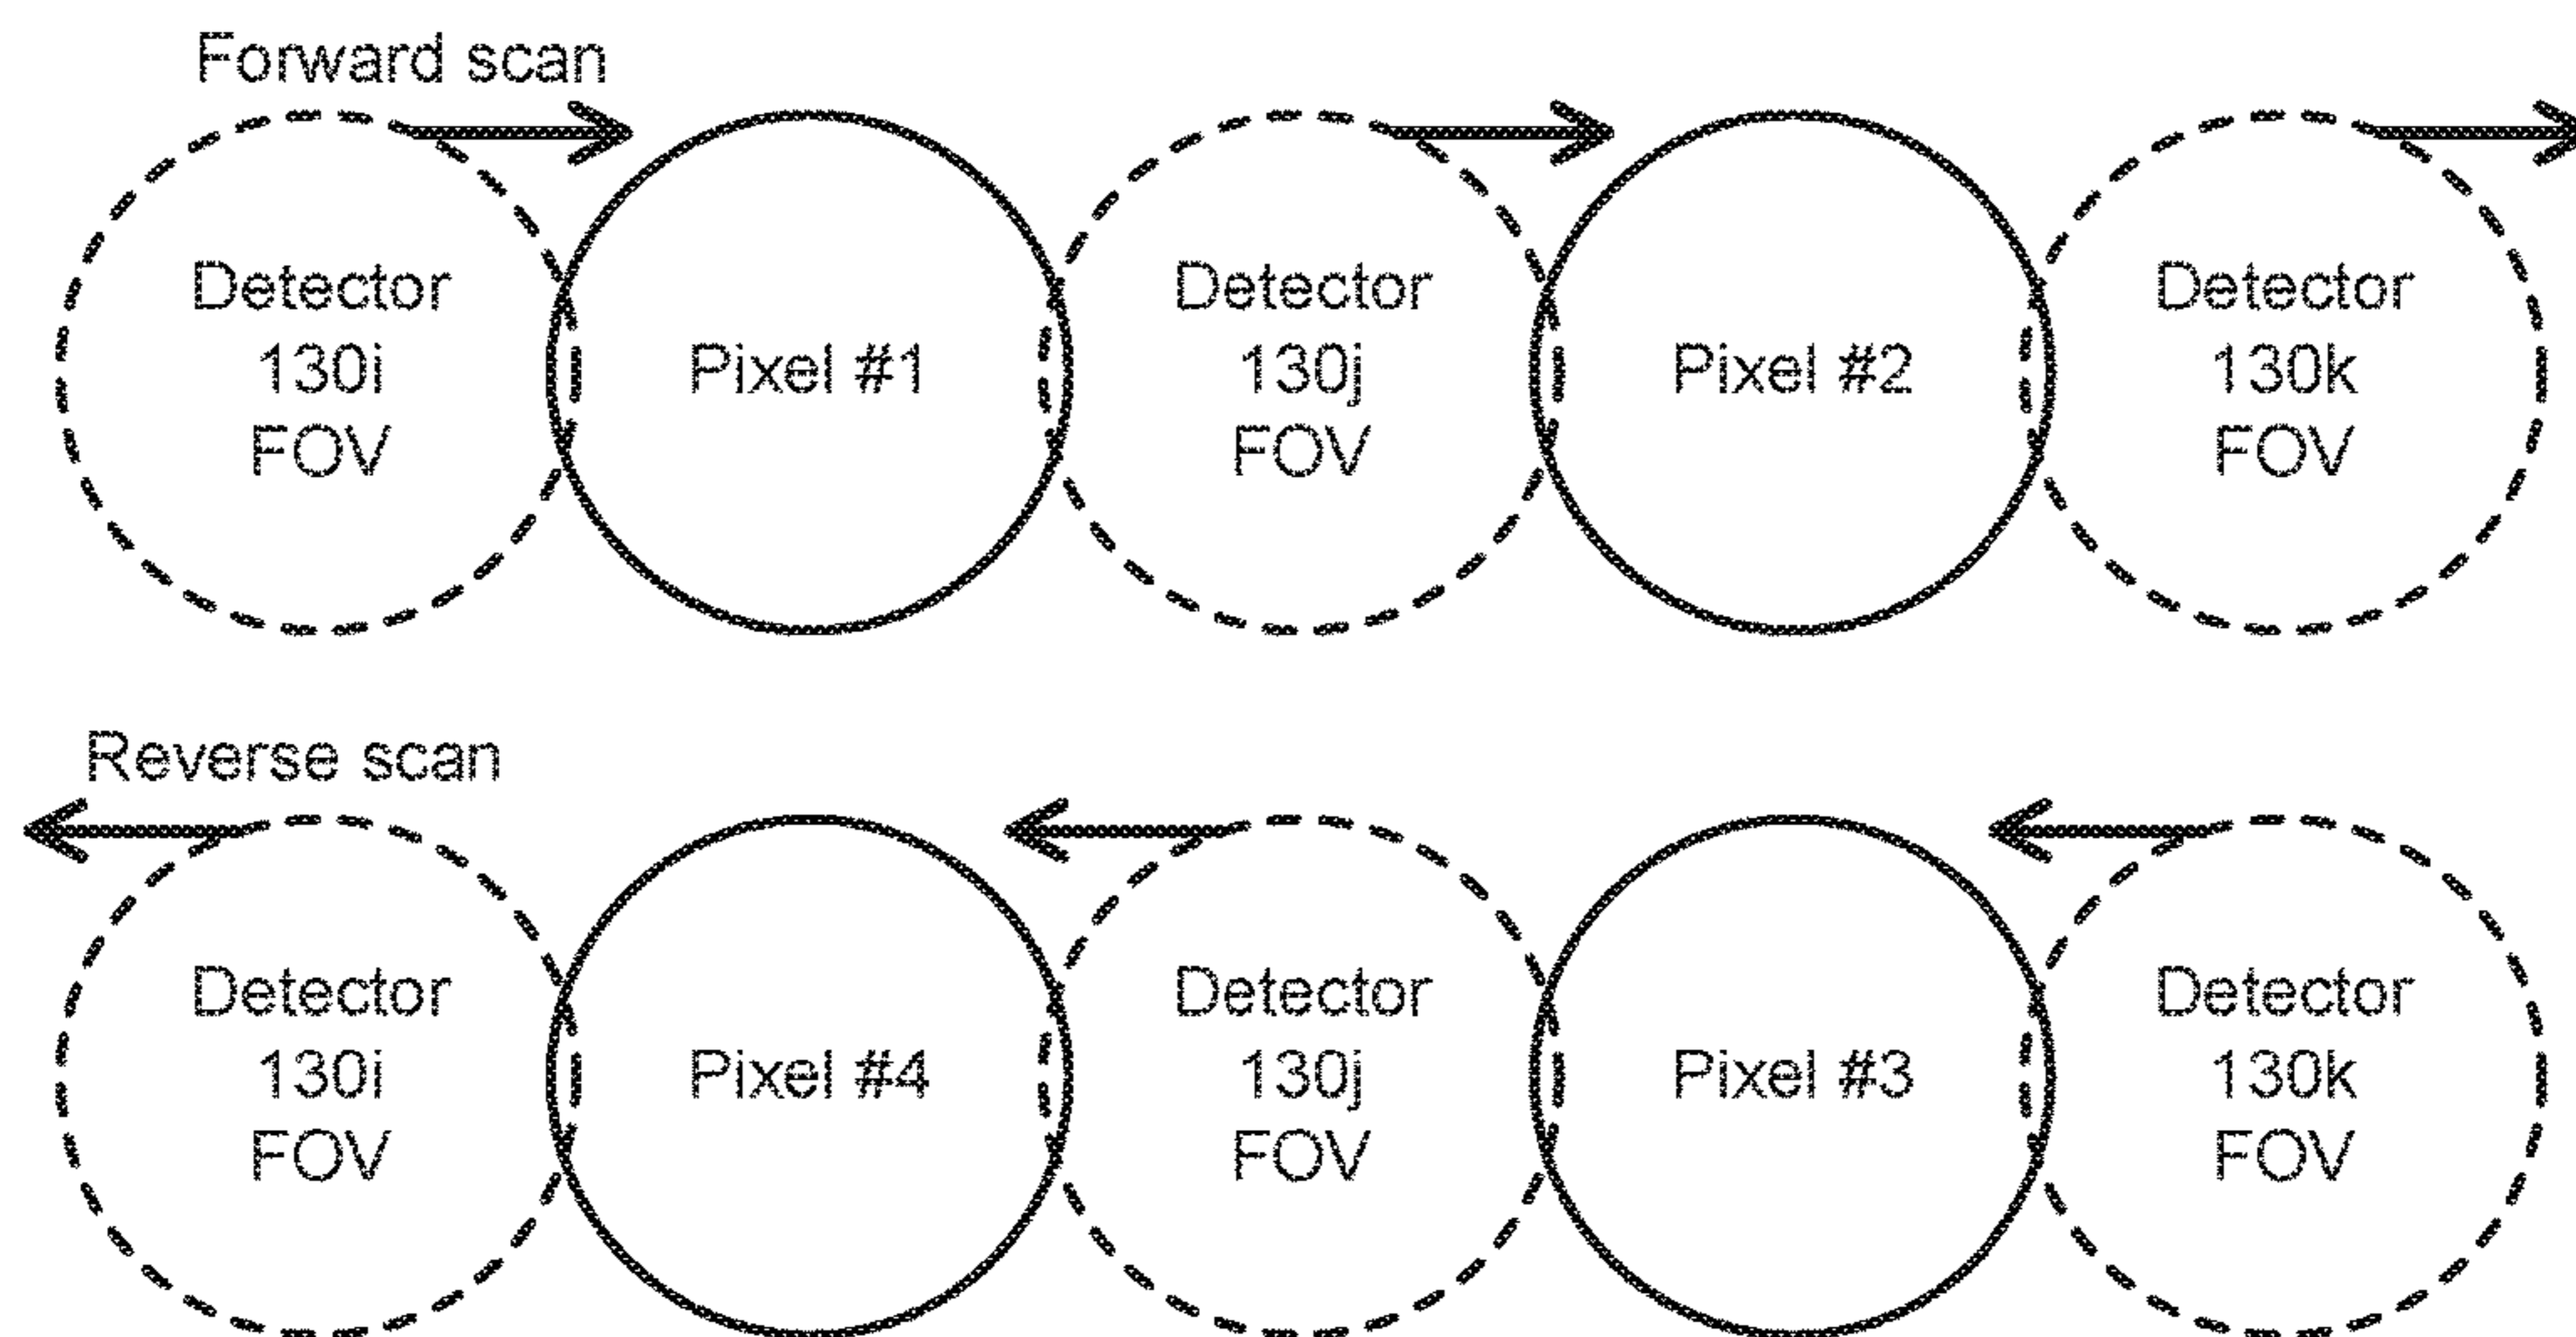 Forward scan
Detector
130i
FOV
Pixel #1
Detector
130j
FOV
Pixel #2
Detector
130k
FOV
Reverse scan
Detector
130i
FOV
Pixel #4
Detector
130j
FOV
Pixel #3
Detector
130k
FOV